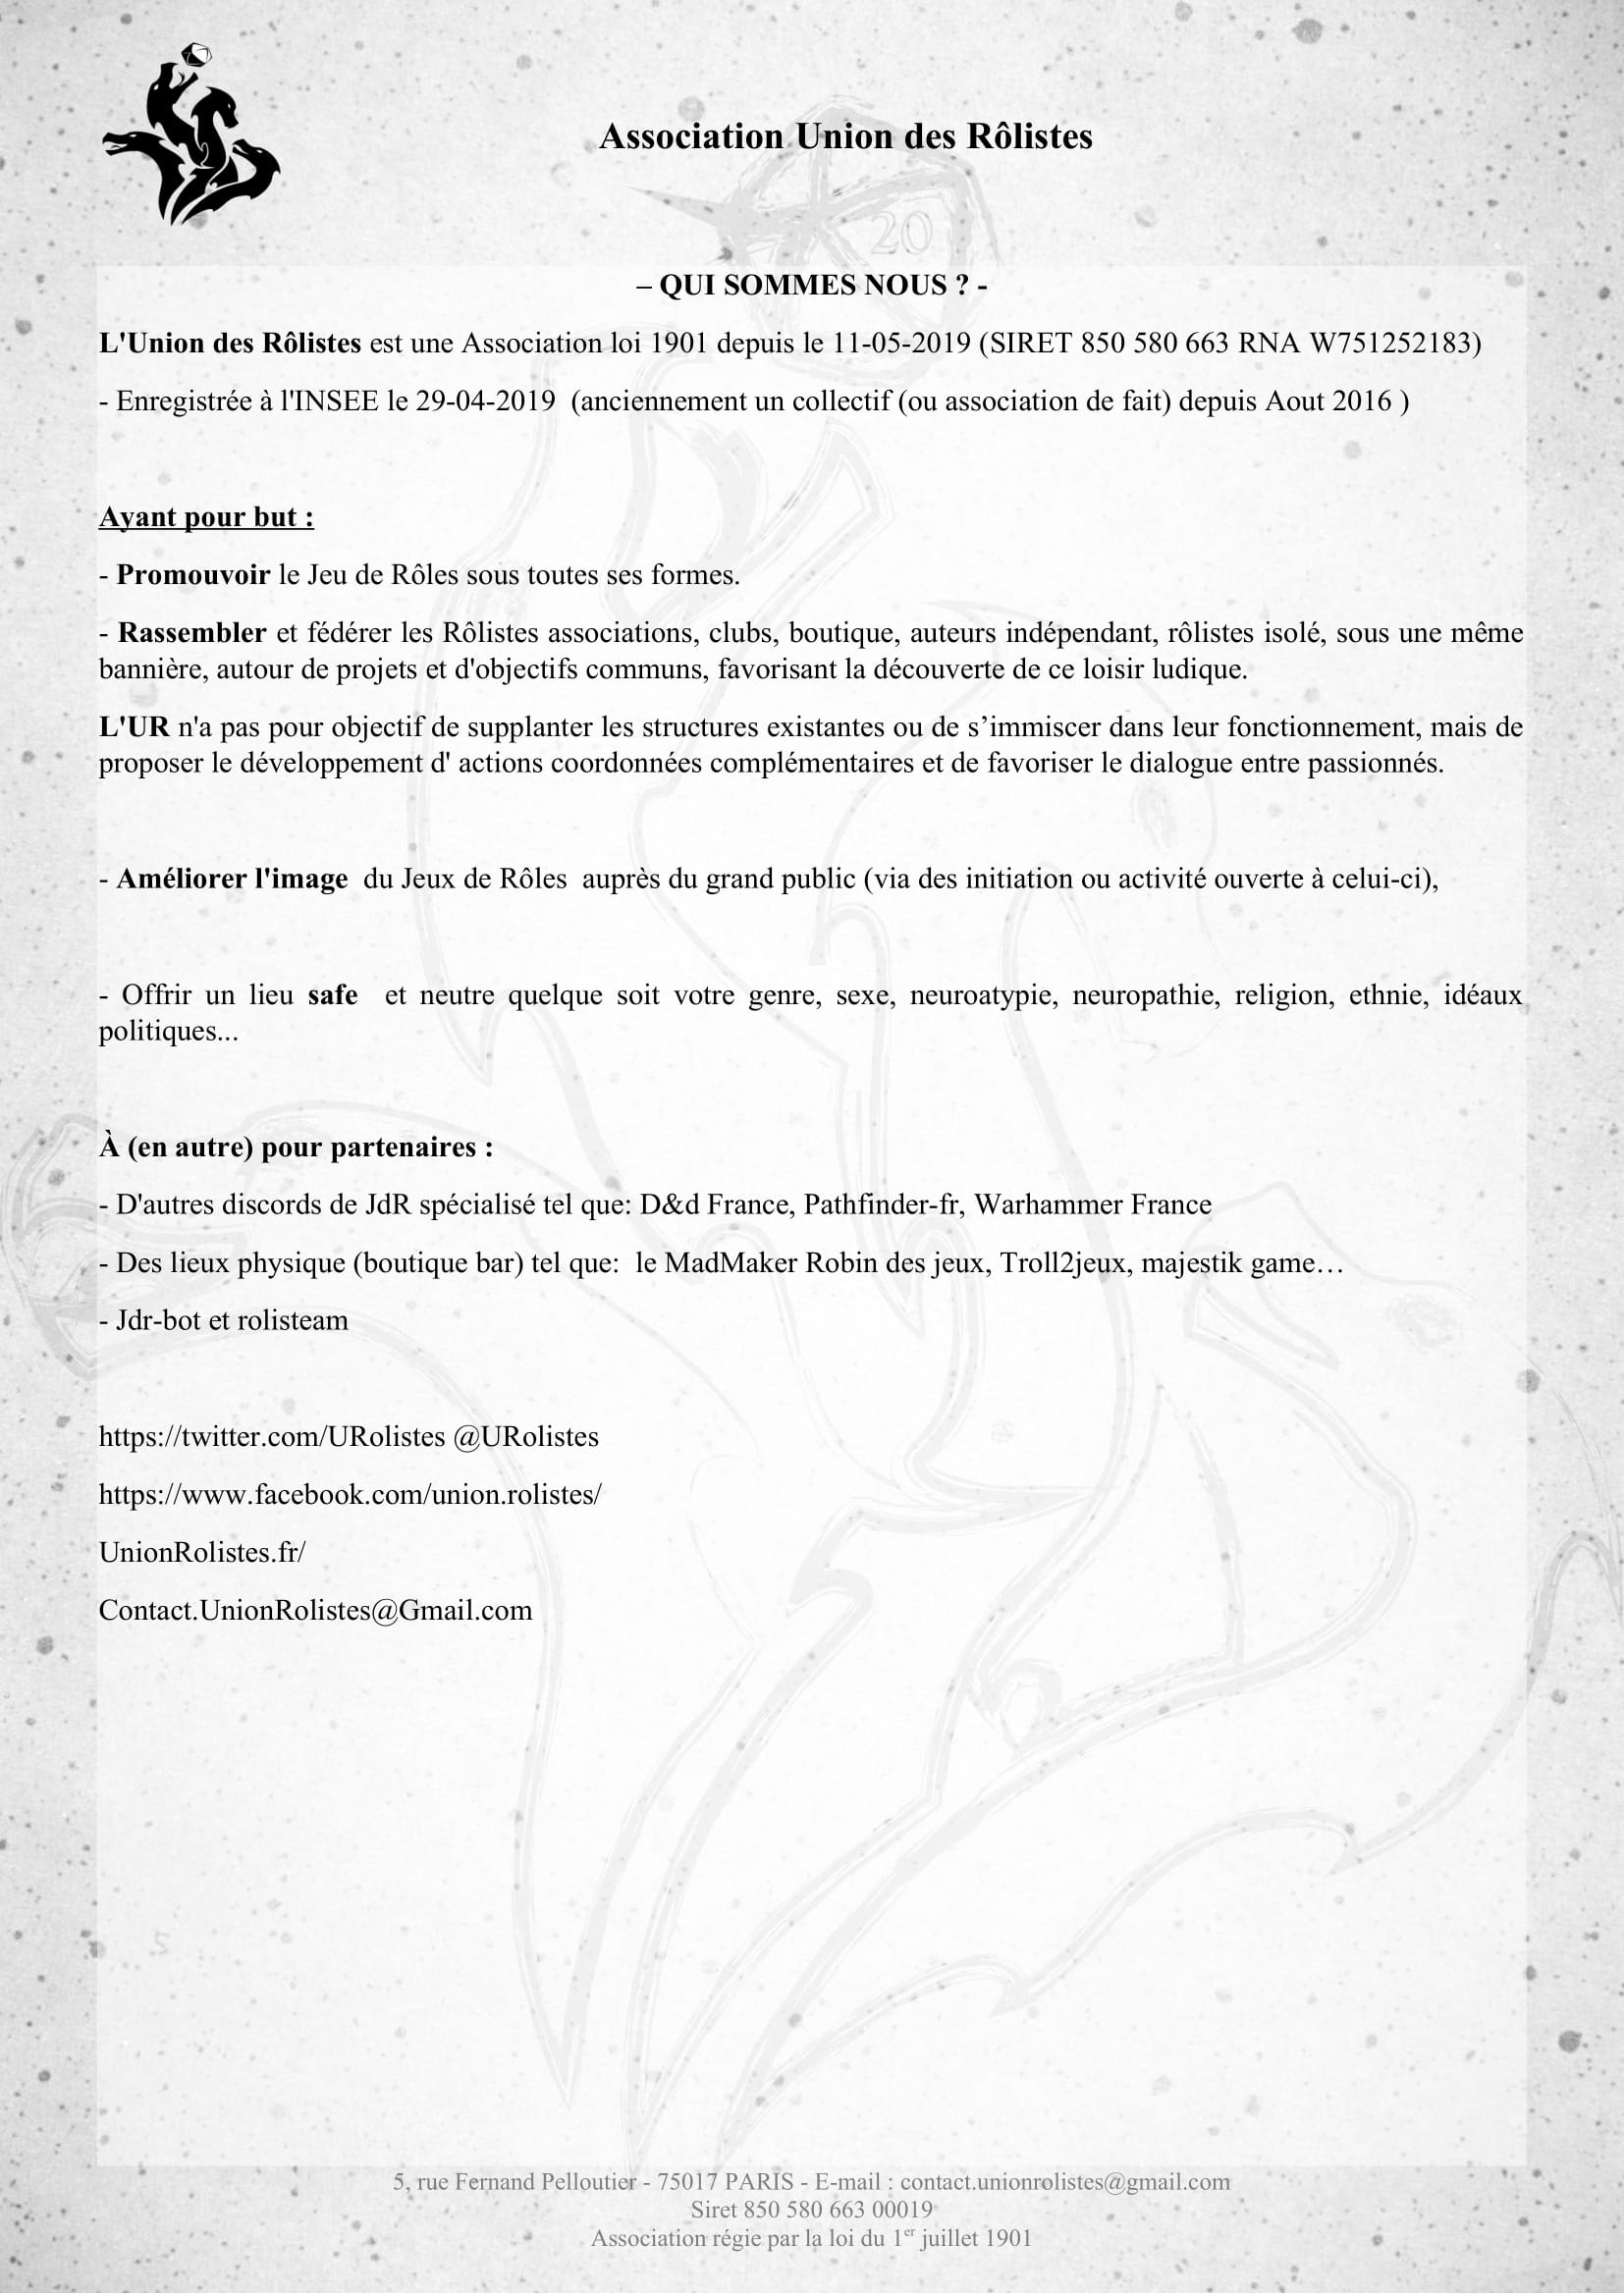 Association Union des Rôlistes
20
– QUI SOMMES NOUS ? -
L'Union des Rôlistes est une Association loi 1901 depuis le 11-05-2019 (SIRET 850 580 663 RNA W751252183)
- Enregistrée à l'INSEE le 29-04-2019  (anciennement un collectif (ou association de fait) depuis Aout 2016 )
Ayant pour but :
- Promouvoir le Jeu de Rôles sous toutes ses formes.
- Rassembler et fédérer les Rôlistes associations, clubs, boutique, auteurs indépendant, rôlistes isolé, sous une même
bannière, autour de projets et d'objectifs communs, favorisant la découverte de ce loisir ludique.
L'UR n'a pas pour objectif de supplanter les structures existantes ou de s’immiscer dans leur fonctionnement, mais de
proposer le développement d' actions coordonnées complémentaires et de favoriser le dialogue entre passionnés.
- Améliorer l'image  du Jeux de Rôles  auprès du grand public (via des initiation ou activité ouverte à celui-ci),
- Offrir un lieu safe  et neutre quelque soit votre genre, sexe, neuroatypie, neuropathie, religion, ethnie, idéaux
politiques...
À (en autre) pour partenaires :
- D'autres discords de JdR spécialisé tel que: D&d France, Pathfinder-fr, Warhammer France
- Des lieux physique (boutique bar) tel que:  le MadMaker Robin des jeux, Troll2jeux, majestik game…
- Jdr-bot et rolisteam
https://twitter.com/URolistes @URolistes
https://www.facebook.com/union.rolistes/
UnionRolistes.fr/
Contact.UnionRolistes@Gmail.com
5, rue Fernand Pelloutier - 75017 PARIS - E-mail : contact.unionrolistes@gmail.com
Siret 850 580 663 00019
Association régie par la loi du 1er juillet 1901